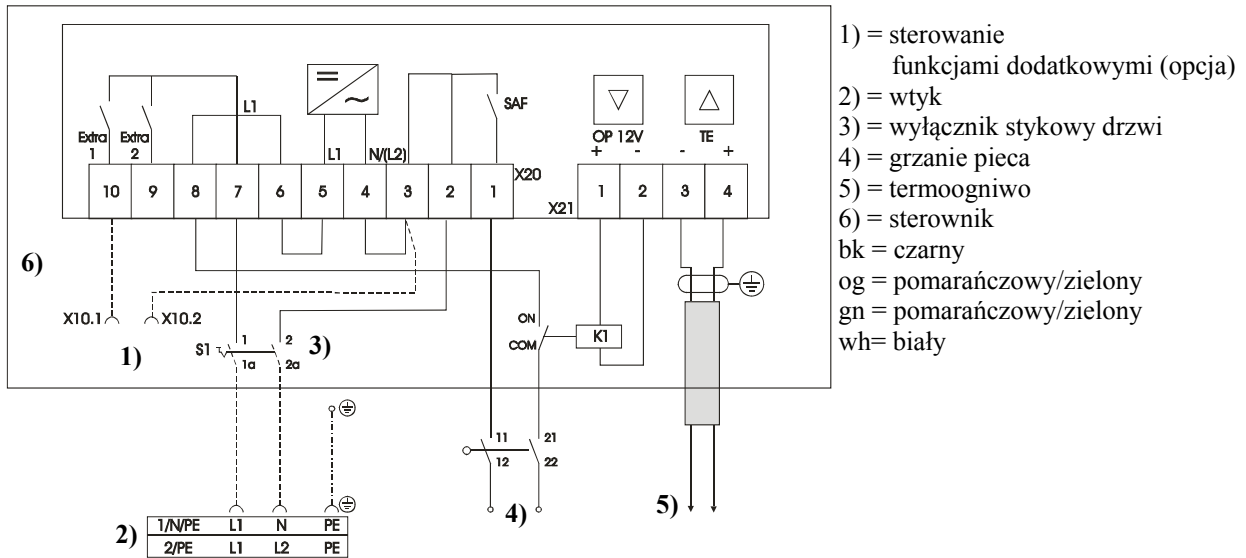 1) = sterowanie
funkcjami dodatkowymi (opcja)
2) = wtyk
3) = wyłącznik stykowy drzwi
4) = grzanie pieca
5) = termoogniwo
6) = sterownik
bk = czarny
og = pomarańczowy/zielony
gn = pomarańczowy/zielony
wh= biały
L1
SAF
Extra 1
Extra 2
L1
N/(L2)
OP 12V
TE
+ - - +
X20
10 9 8 7 6 5 4 3 2 1
X21
1 2 3 4
6)
X10.1
X10.2
1)
S1
1
2
1a
2a
3)
ON
COM
K1
11
21
12
22
4)
5)
2)
1/N/PE L1 N PE
2/PE L1 L2 PE